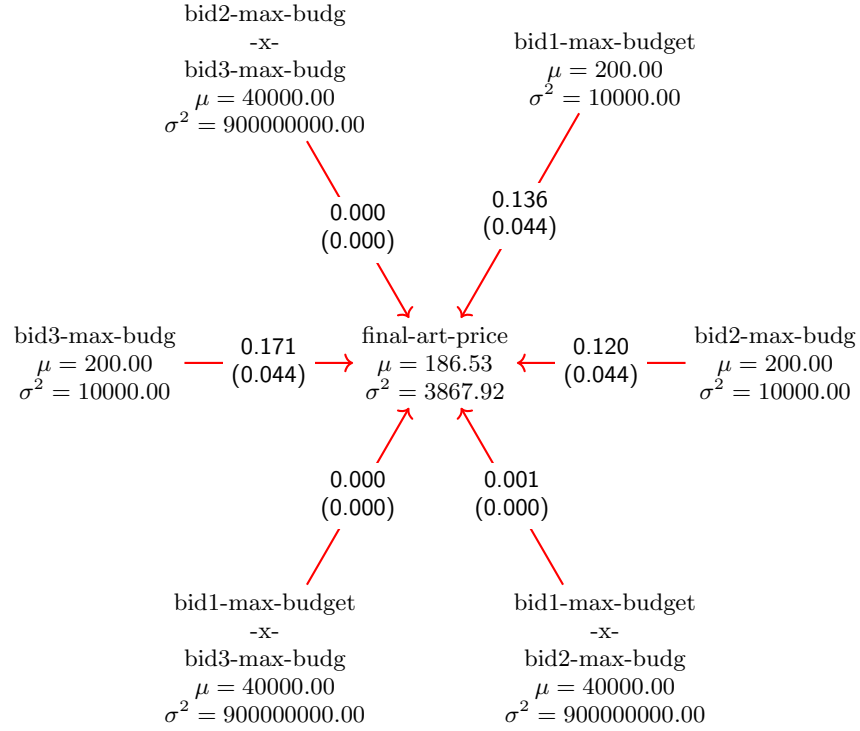 bid2-max-budg
-x-
bid3-max-budg
μ = 40000.00
σ² = 900000000.00
bid1-max-budget
μ = 200.00
σ² = 10000.00
0.000
(0.000)
0.136
(0.044)
bid3-max-budg
μ = 200.00
σ² = 10000.00
0.171
(0.044)
final-art-price
μ = 186.53
σ² = 3867.92
0.120
(0.044)
bid2-max-budg
μ = 200.00
σ² = 10000.00
0.000
(0.000)
0.001
(0.000)
bid1-max-budget
-x-
bid3-max-budg
μ = 40000.00
σ² = 900000000.00
bid1-max-budget
-x-
bid2-max-budg
μ = 40000.00
σ² = 900000000.00